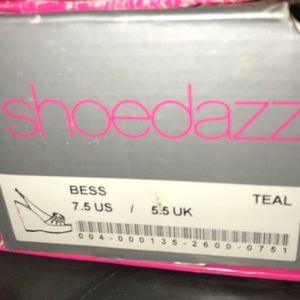 shoedazz
BESS TEAL
7.5 US / 5.5 UK
004-000135-2600-0751